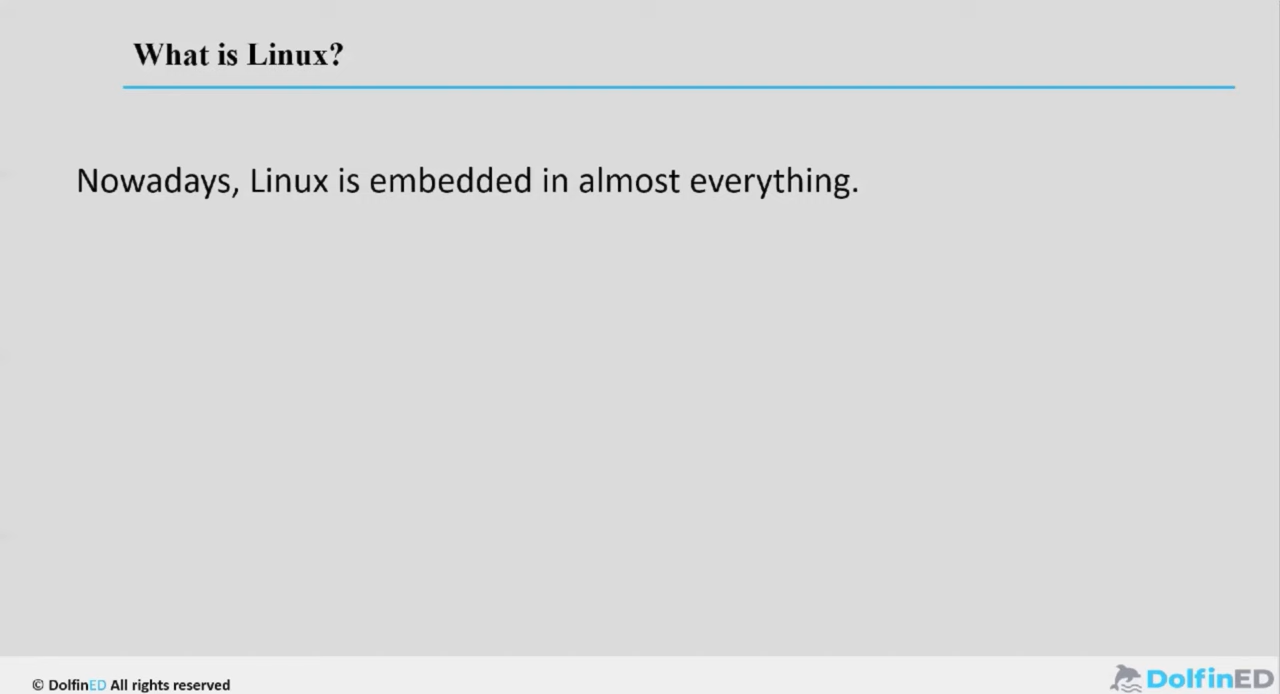 What is Linux?
Nowadays, Linux is embedded in almost everything.
© DolfinED All rights reserved
DolfinED